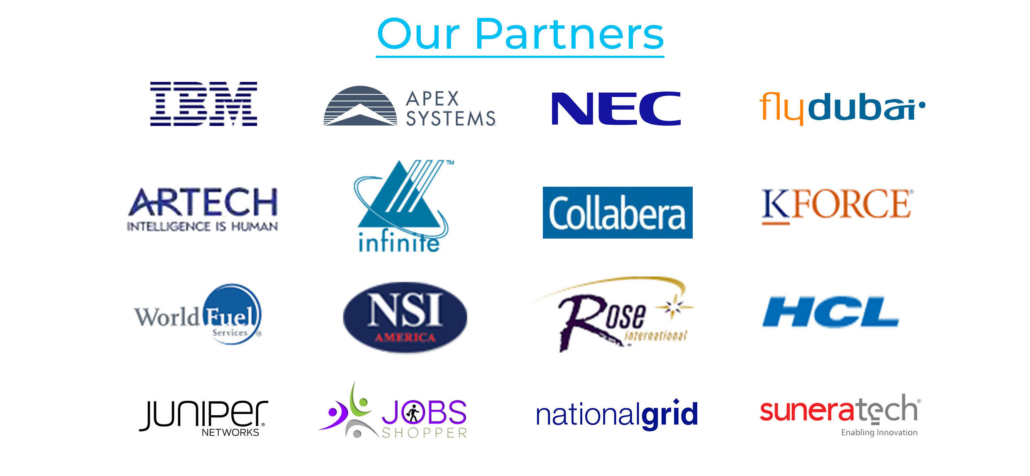 Our Partners
IBM
APEX
SYSTEMS
NEC
flydubai
ARTECH
INTELLIGENCE IS HUMAN
infinite™
Collabera
KFORCE®
World Fuel
Services®
NSI
AMERICA
Rose
international
HCL
JUNIPER®
NETWORKS
JOBS
SHOPPER
nationalgrid
suneratech®
Enabling Innovation